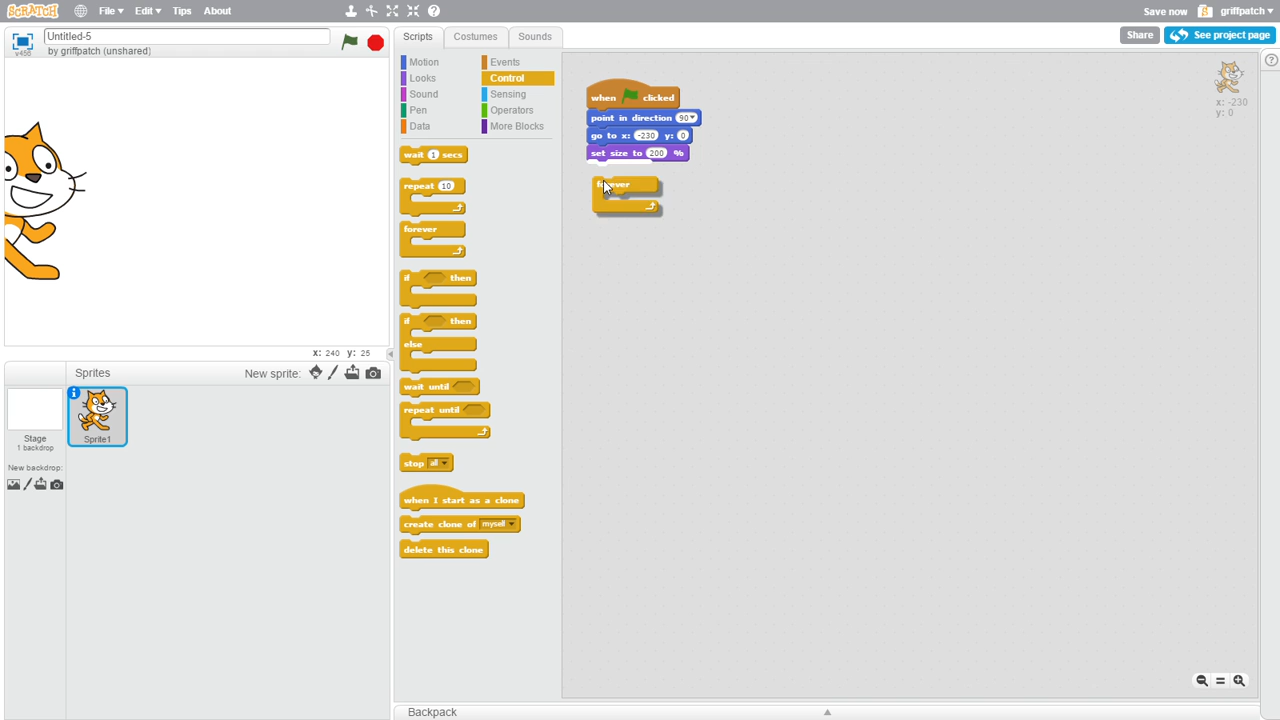 SCRATCH File Edit Tips About Save now griffpatch
Untitled-5
v456 by griffpatch (unshared)
Scripts Costumes Sounds
Share See project page
Motion Events
Looks Control
Sound Sensing
Pen Operators
Data More Blocks
wait 1 secs
repeat 10
forever
if then
if then
else
wait until
repeat until
stop all
when I start as a clone
create clone of myself
delete this clone
when clicked
point in direction 90
go to x: -230 y: 0
set size to 200 %
x: -230
y: 0
x: 240 y: 25
Sprites New sprite:
Sprite1
Stage
1 backdrop
New backdrop:
Backpack